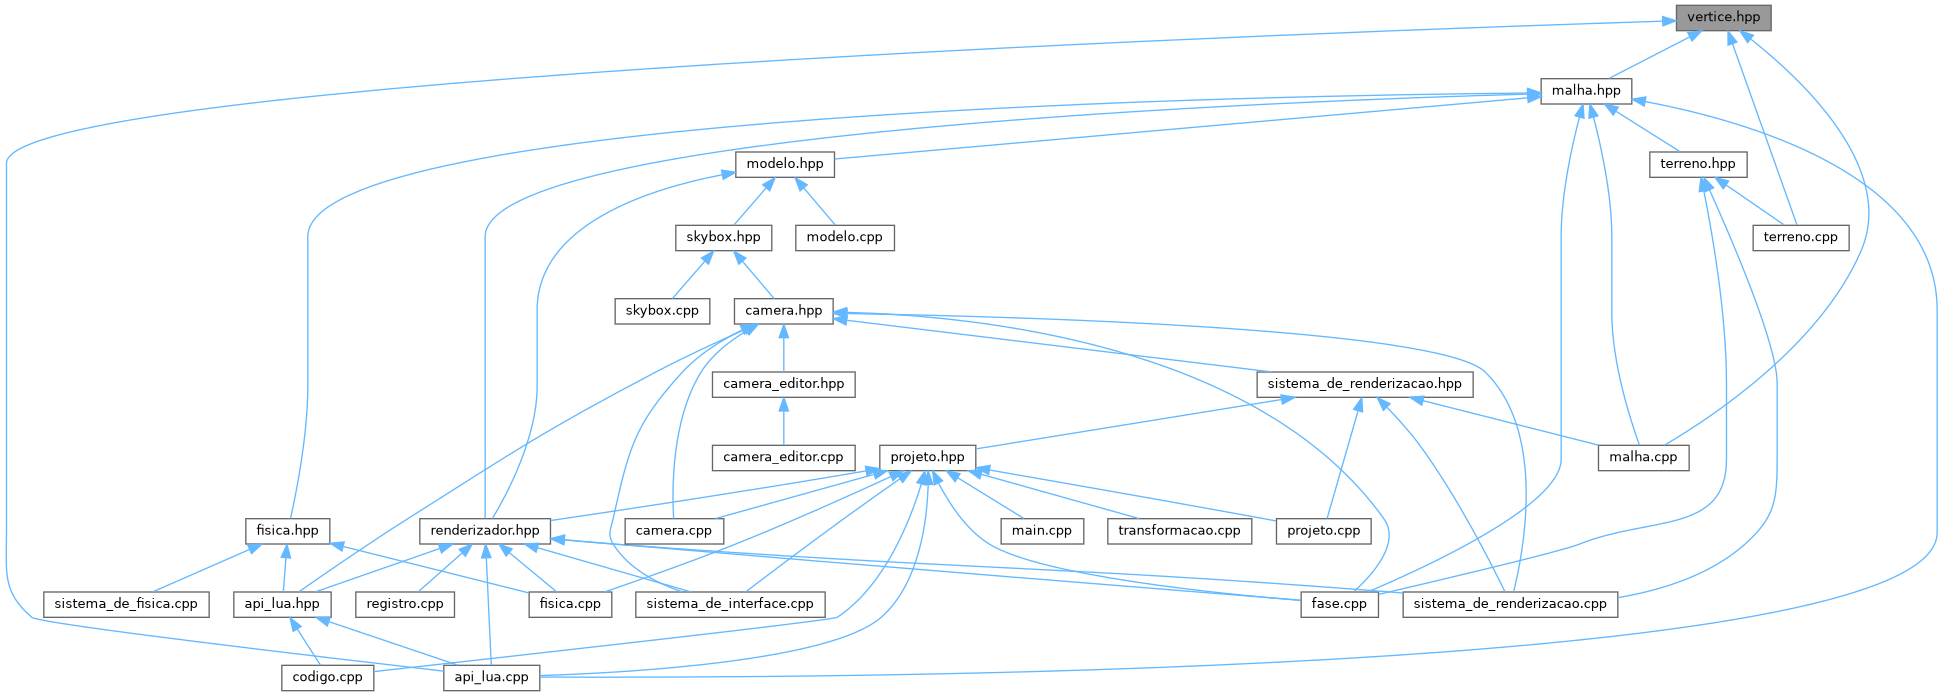 vertice.hpp
malha.hpp
modelo.hpp
terreno.hpp
skybox.hpp
modelo.cpp
terreno.cpp
skybox.cpp
camera.hpp
camera_editor.hpp
sistema_de_renderizacao.hpp
camera_editor.cpp
projeto.hpp
malha.cpp
fisica.hpp
renderizador.hpp
camera.cpp
main.cpp
transformacao.cpp
projeto.cpp
sistema_de_fisica.cpp
api_lua.hpp
registro.cpp
fisica.cpp
sistema_de_interface.cpp
fase.cpp
sistema_de_renderizacao.cpp
codigo.cpp
api_lua.cpp